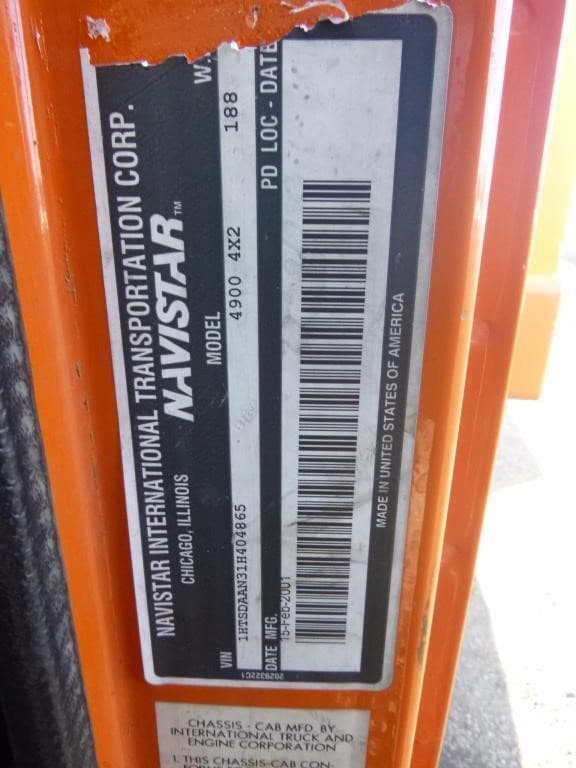 NAVISTAR INTERNATIONAL TRANSPORTATION CORP.
CHICAGO, ILLINOIS NAVISTAR™
VIN MODEL W.
1HTSDAAN31H404865 4900 4X2 188
DATE MFG. PD LOC - DATE
15-Feb-2001
MADE IN UNITED STATES OF AMERICA
2029322C1
CHASSIS - CAB MFD. BY
INTERNATIONAL TRUCK AND
ENGINE CORPORATION
1. THIS CHASSIS-CAB CON-